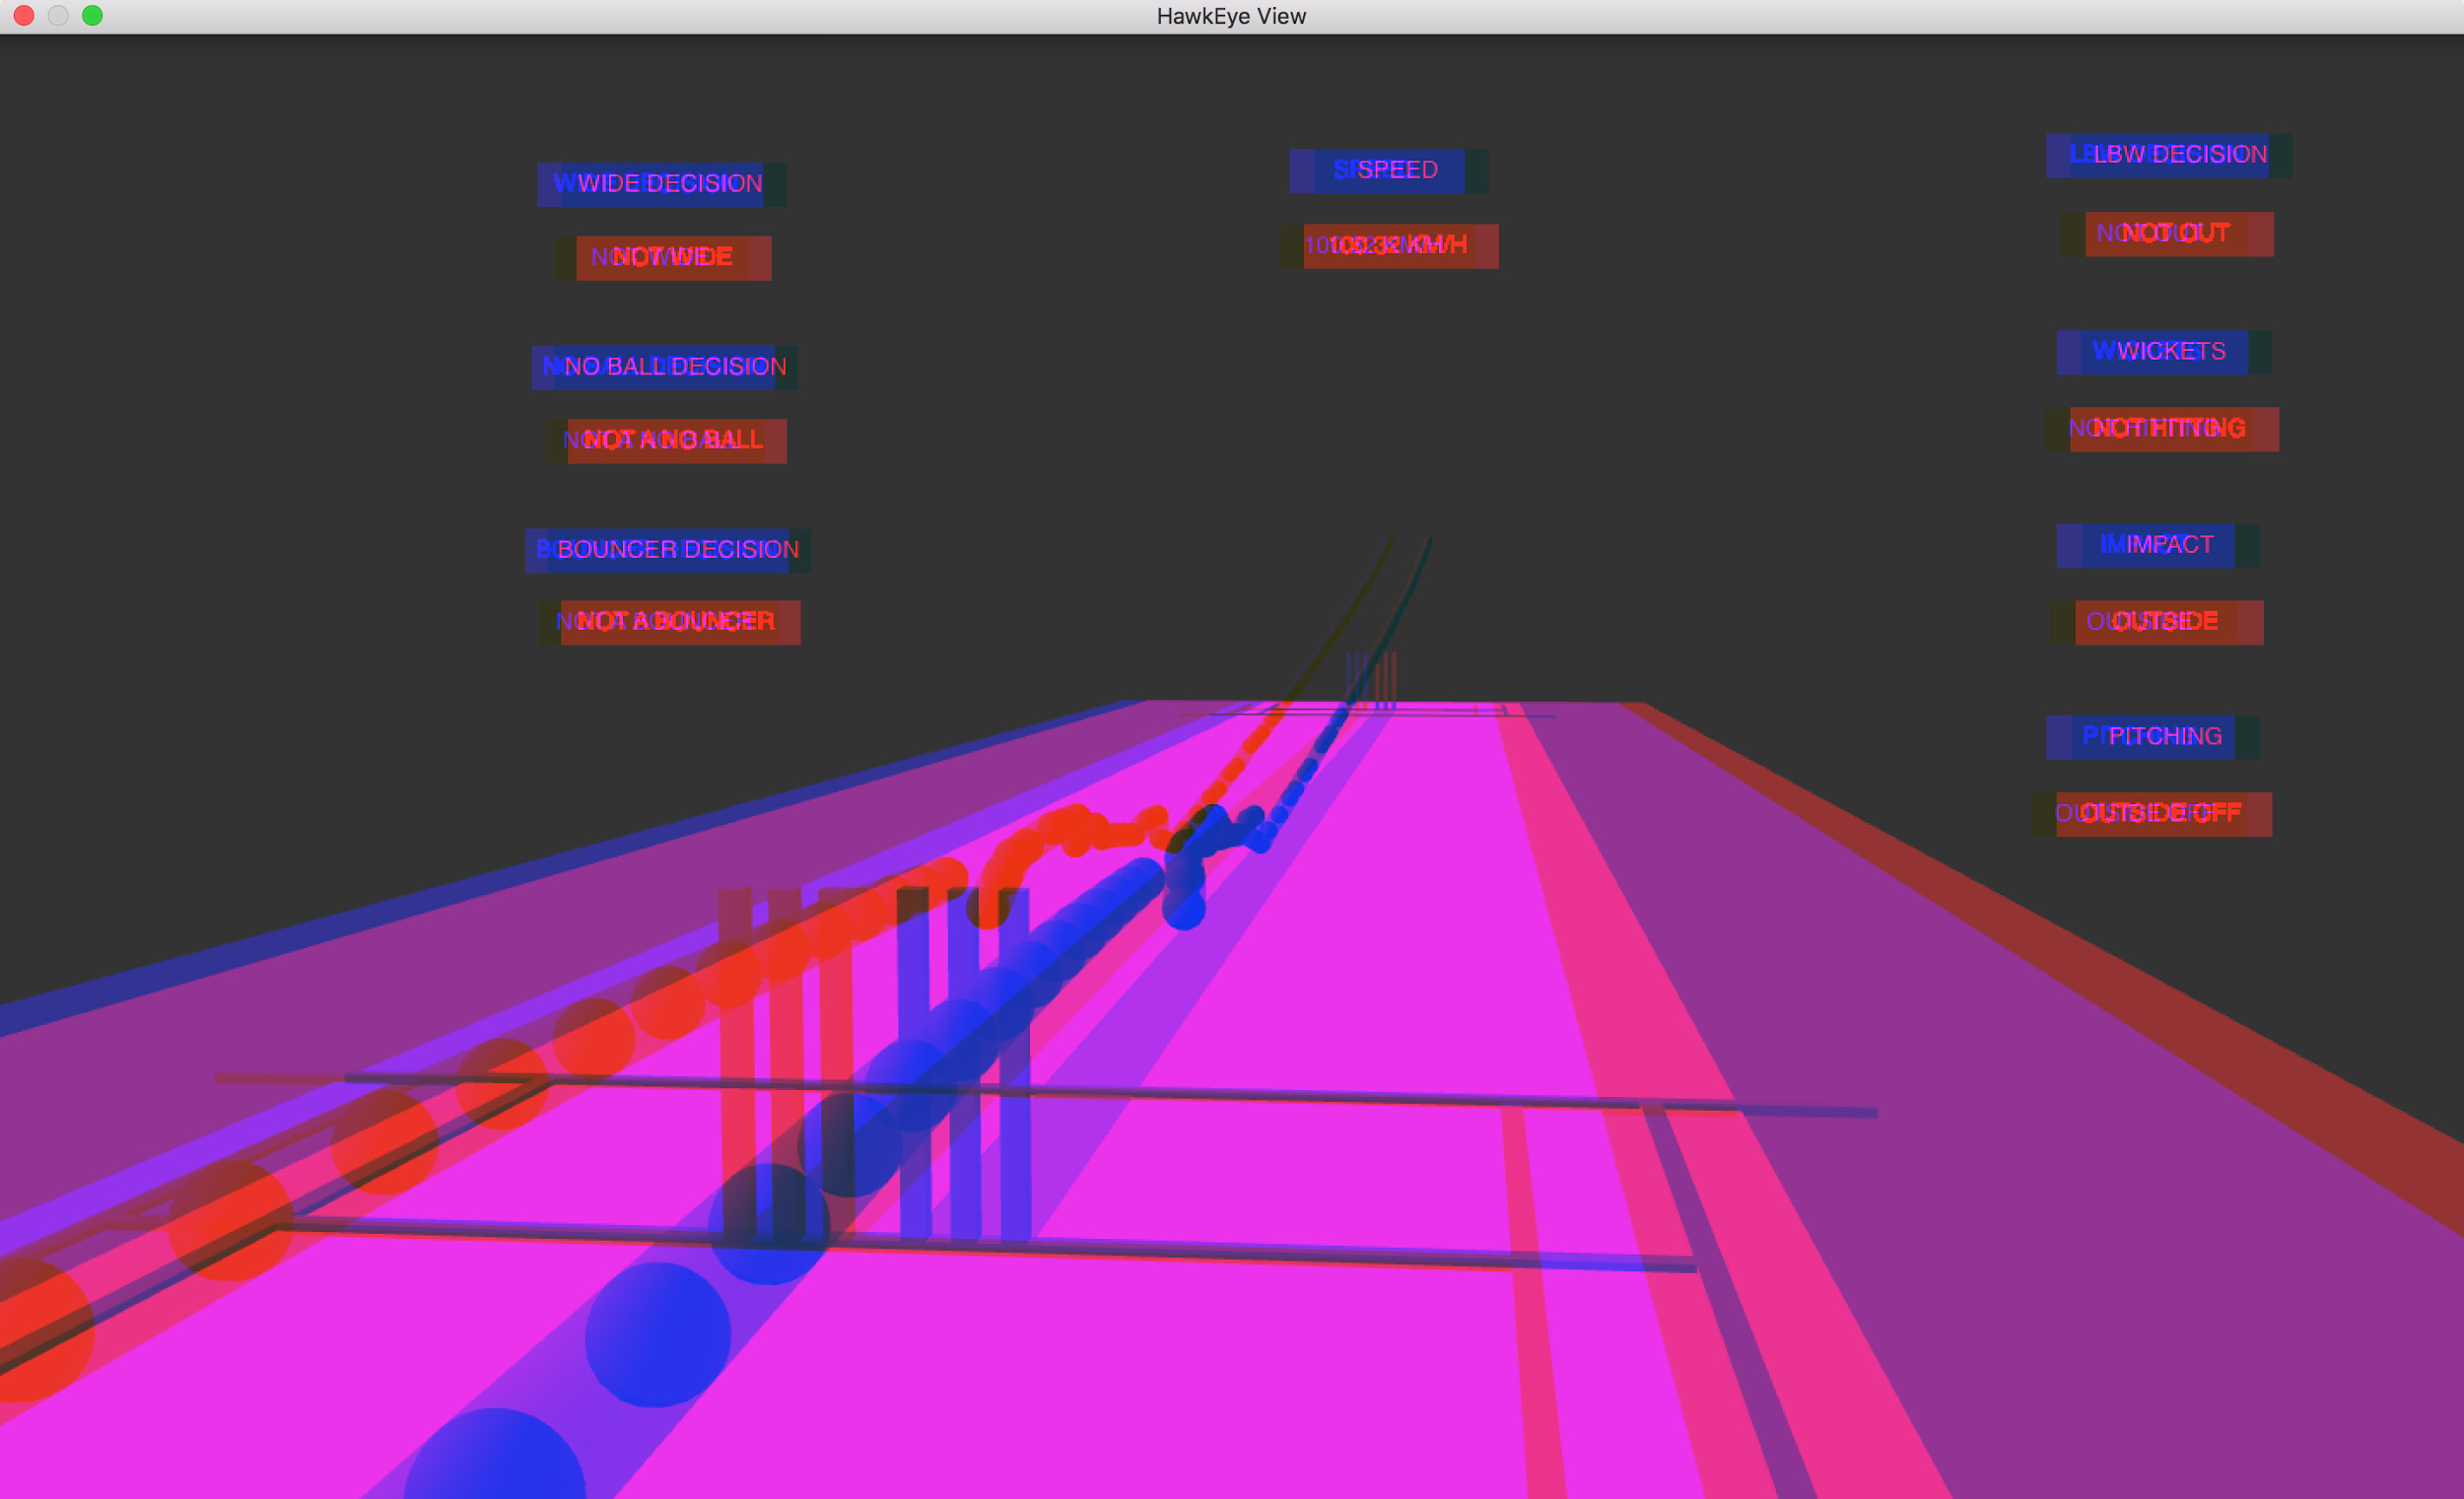 HawkEye View
WIDE DECISION
NOT WIDE
NO BALL DECISION
NOT A NO BALL
BOUNCER DECISION
NOT A BOUNCER
SPEED
KM/H
LBW DECISION
NOT OUT
WICKETS
NOT HITTING
IMPACT
OUTSIDE
PITCHING
OUTSIDE OFF